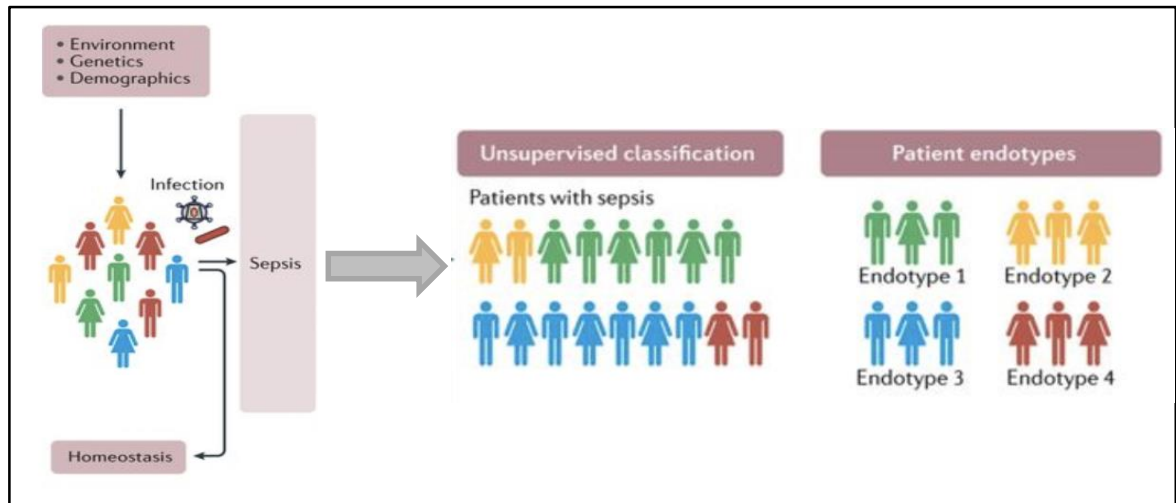 • Environment
• Genetics
• Demographics
Infection
Sepsis
Homeostasis
Unsupervised classification
Patients with sepsis
Patient endotypes
Endotype 1
Endotype 2
Endotype 3
Endotype 4